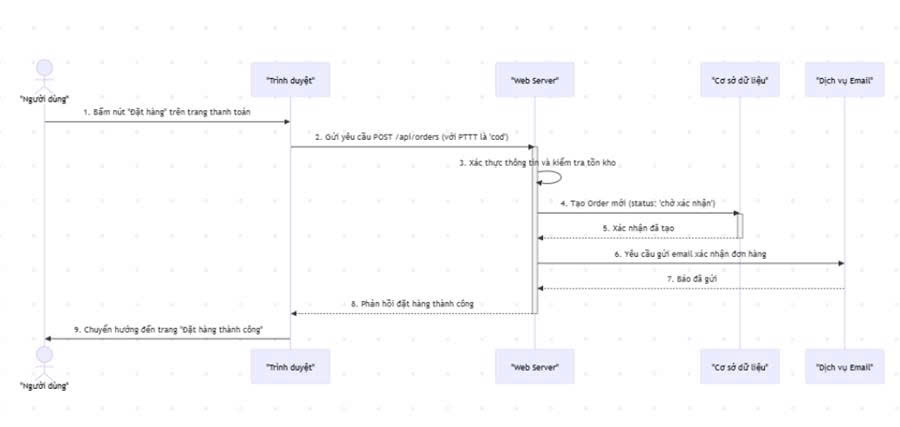 "Trình duyệt"
"Web Server"
"Cơ sở dữ liệu"
"Dịch vụ Email"
"Người dùng"
1. Bấm nút "Đặt hàng" trên trang thanh toán
2. Gửi yêu cầu POST /api/orders (với PTTT là 'cod')
3. Xác thực thông tin và kiểm tra tồn kho
4. Tạo Order mới (status: 'chờ xác nhận')
5. Xác nhận đã tạo
6. Yêu cầu gửi email xác nhận đơn hàng
7. Báo đã gửi
8. Phản hồi đặt hàng thành công
9. Chuyển hướng đến trang "Đặt hàng thành công"
"Trình duyệt"
"Web Server"
"Cơ sở dữ liệu"
"Dịch vụ Email"
"Người dùng"